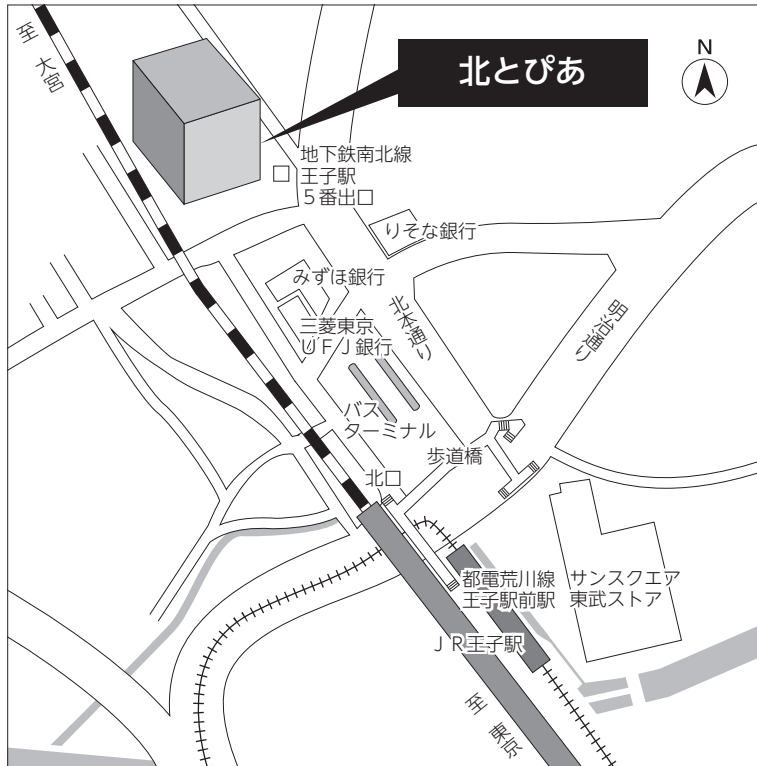 至 大宮
北とぴあ
N
地下鉄南北線
王子駅
5番出口
りそな銀行
みずほ銀行
三菱東京
UFJ銀行
北本通り
明治通り
バス
ターミナル
歩道橋
北口
都電荒川線
王子駅前駅
サンスクエア
東武ストア
JR王子駅
至 東京